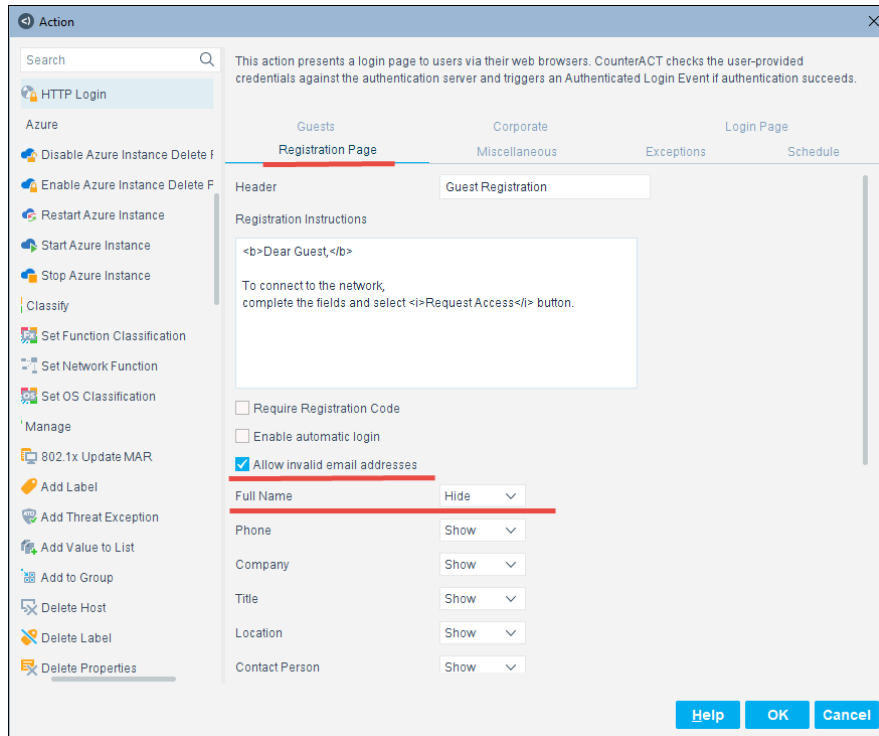 Action
Search
HTTP Login
Azure
Disable Azure Instance Delete F
Enable Azure Instance Delete P
Restart Azure Instance
Start Azure Instance
Stop Azure Instance
Classify
Set Function Classification
Set Network Function
Set OS Classification
Manage
802.1x Update MAR
Add Label
Add Threat Exception
Add Value to List
Add to Group
Delete Host
Delete Label
Delete Properties
This action presents a login page to users via their web browsers. CounterACT checks the user-provided
credentials against the authentication server and triggers an Authenticated Login Event if authentication succeeds.
Guests Corporate Login Page
Registration Page Miscellaneous Exceptions Schedule
Header Guest Registration
Registration Instructions
<b>Dear Guest,</b>
To connect to the network,
complete the fields and select <i>Request Access</i> button.
Require Registration Code
Enable automatic login
Allow invalid email addresses
Full Name Hide
Phone Show
Company Show
Title Show
Location Show
Contact Person Show
Help OK Cancel